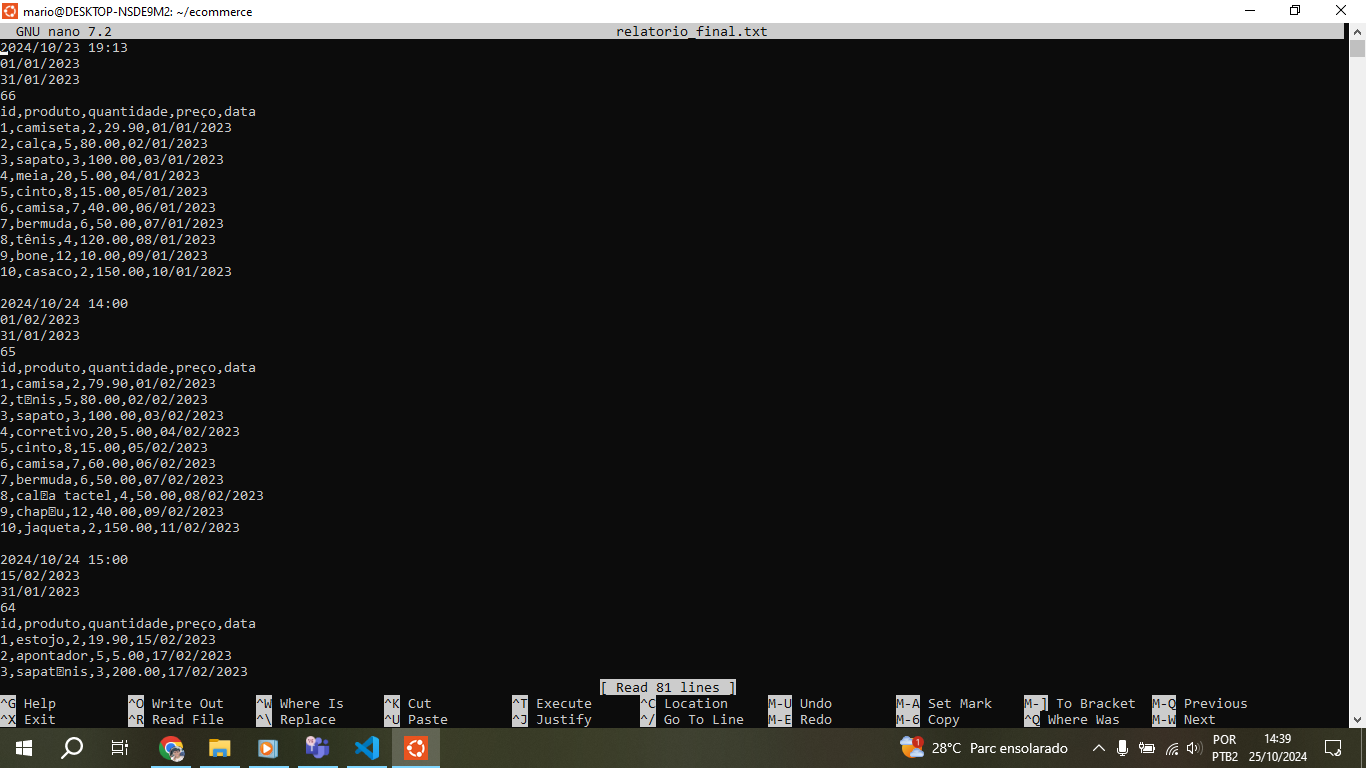 mario@DESKTOP-NSDE9M2: ~/ecommerce
GNU nano 7.2 relatorio_final.txt
2024/10/23 19:13
01/01/2023
31/01/2023
66
id,produto,quantidade,preço,data
1,camiseta,2,29.90,01/01/2023
2,calça,5,80.00,02/01/2023
3,sapato,3,100.00,03/01/2023
4,meia,20,5.00,04/01/2023
5,cinto,8,15.00,05/01/2023
6,camisa,7,40.00,06/01/2023
7,bermuda,6,50.00,07/01/2023
8,tênis,4,120.00,08/01/2023
9,bone,12,10.00,09/01/2023
10,casaco,2,150.00,10/01/2023
2024/10/24 14:00
01/02/2023
31/01/2023
65
id,produto,quantidade,preço,data
1,camisa,2,79.90,01/02/2023
2,t�nis,5,80.00,02/02/2023
3,sapato,3,100.00,03/02/2023
4,corretivo,20,5.00,04/02/2023
5,cinto,8,15.00,05/02/2023
6,camisa,7,60.00,06/02/2023
7,bermuda,6,50.00,07/02/2023
8,cal�a tactel,4,50.00,08/02/2023
9,chap�u,12,40.00,09/02/2023
10,jaqueta,2,150.00,11/02/2023
2024/10/24 15:00
15/02/2023
31/01/2023
64
id,produto,quantidade,preço,data
1,estojo,2,19.90,15/02/2023
2,apontador,5,5.00,17/02/2023
3,sapat�nis,3,200.00,17/02/2023
[ Read 81 lines ]
^G Help ^O Write Out ^W Where Is ^K Cut ^T Execute ^C Location M-U Undo M-A Set Mark M-] To Bracket M-Q Previous
^X Exit ^R Read File ^\ Replace ^U Paste ^J Justify ^/ Go To Line M-E Redo M-6 Copy ^Q Where Was M-W Next
1 28°C Parc ensolarado POR 14:39
PTB2 25/10/2024